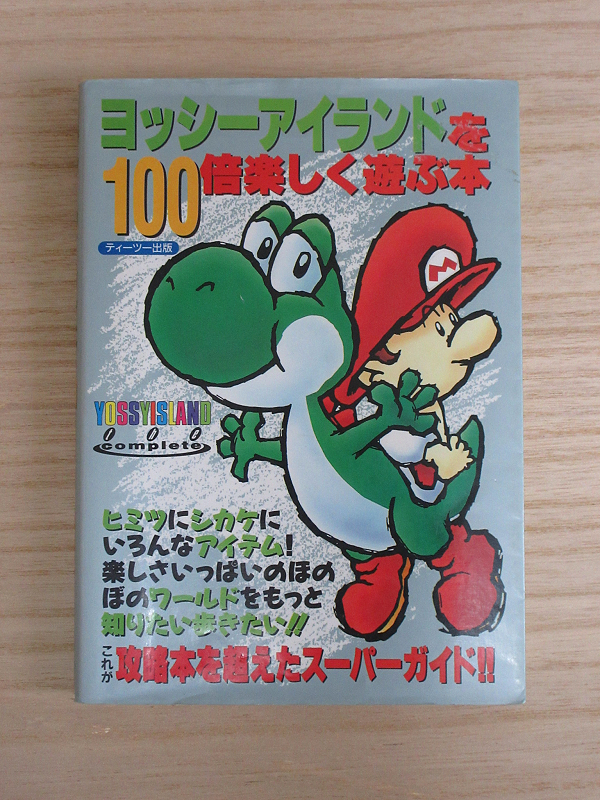 ヨッシーアイランドを
100倍楽しく遊ぶ本
ティーツー出版
M
YOSSYISLAND
complete
ヒミツにシカケに
いろんなアイテム!
楽しさいっぱいのほの
ぼのワールドをもっと
知りたい歩きたい!!
これが攻略本を超えたスーパーガイド!!